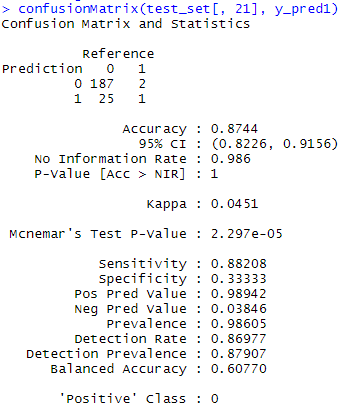 > confusionMatrix(test_set[, 21], y_pred1)
Confusion Matrix and Statistics
Reference
Prediction 0 1
0 187 2
1 25 1
Accuracy : 0.8744
95% CI : (0.8226, 0.9156)
No Information Rate : 0.986
P-Value [Acc > NIR] : 1
Kappa : 0.0451
Mcnemar's Test P-Value : 2.297e-05
Sensitivity : 0.88208
Specificity : 0.33333
Pos Pred Value : 0.98942
Neg Pred Value : 0.03846
Prevalence : 0.98605
Detection Rate : 0.86977
Detection Prevalence : 0.87907
Balanced Accuracy : 0.60770
'Positive' Class : 0